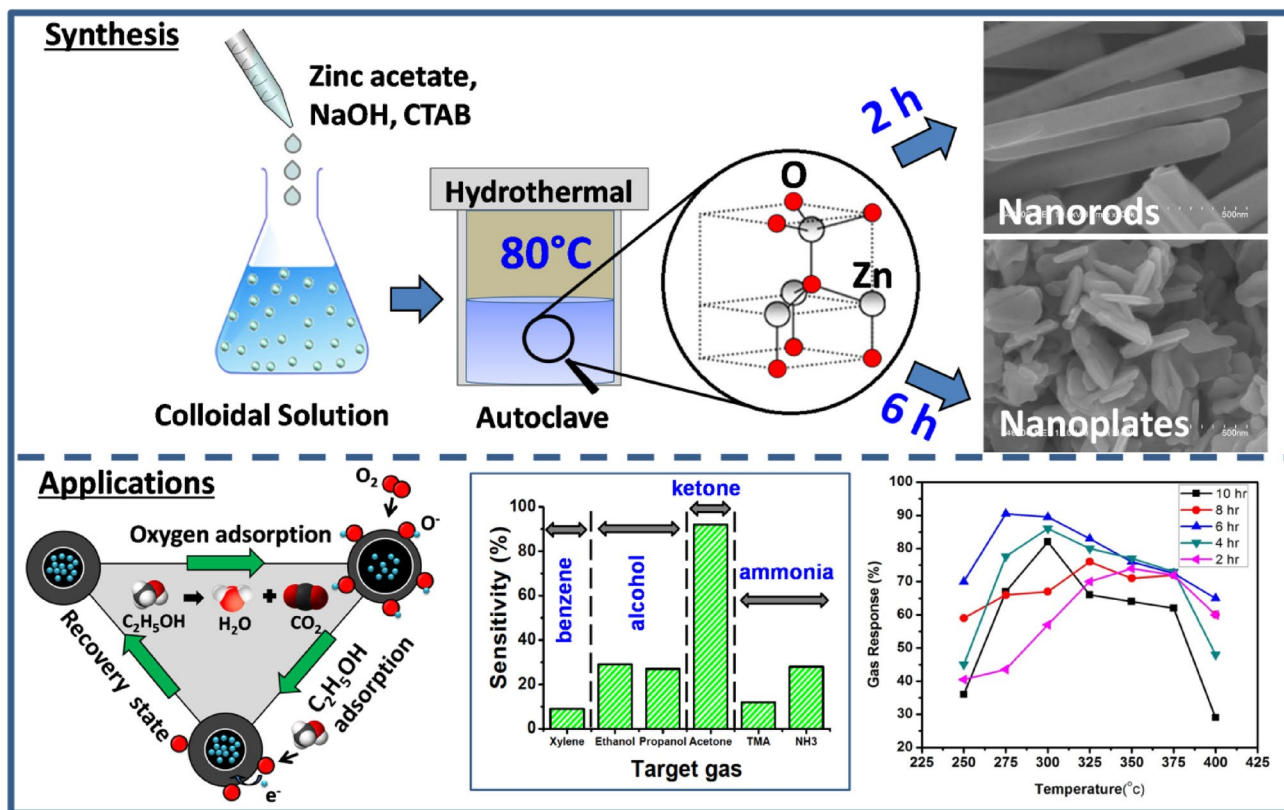 Synthesis
Zinc acetate,
NaOH, CTAB
Colloidal Solution
Hydrothermal
80°C
Autoclave
O
Zn
2 h
6 h
Nanorods
500nm
Nanoplates
500nm
Applications
O₂
O⁻
Oxygen adsorption
C₂H₅OH
H₂O
+
CO₂
Recovery state
C₂H₅OH
adsorption
e⁻
benzene
alcohol
ketone
ammonia
Sensitivity (%)
100
80
60
40
20
0
Xylene Ethanol Propanol Acetone TMA NH3
Target gas
Gas Response (%)
100
90
80
70
60
50
40
30
20
10 hr
8 hr
6 hr
4 hr
2 hr
225 250 275 300 325 350 375 400 425
Temperature(°c)